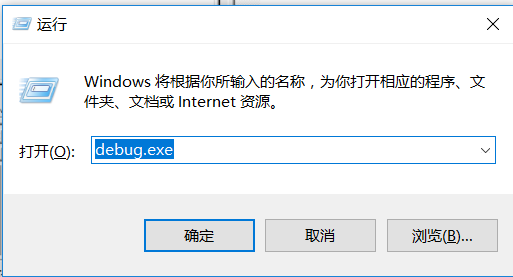 运行
Windows 将根据你所输入的名称，为你打开相应的程序、文
件夹、文档或 Internet 资源。
打开(O): debug.exe
确定 取消 浏览(B)...